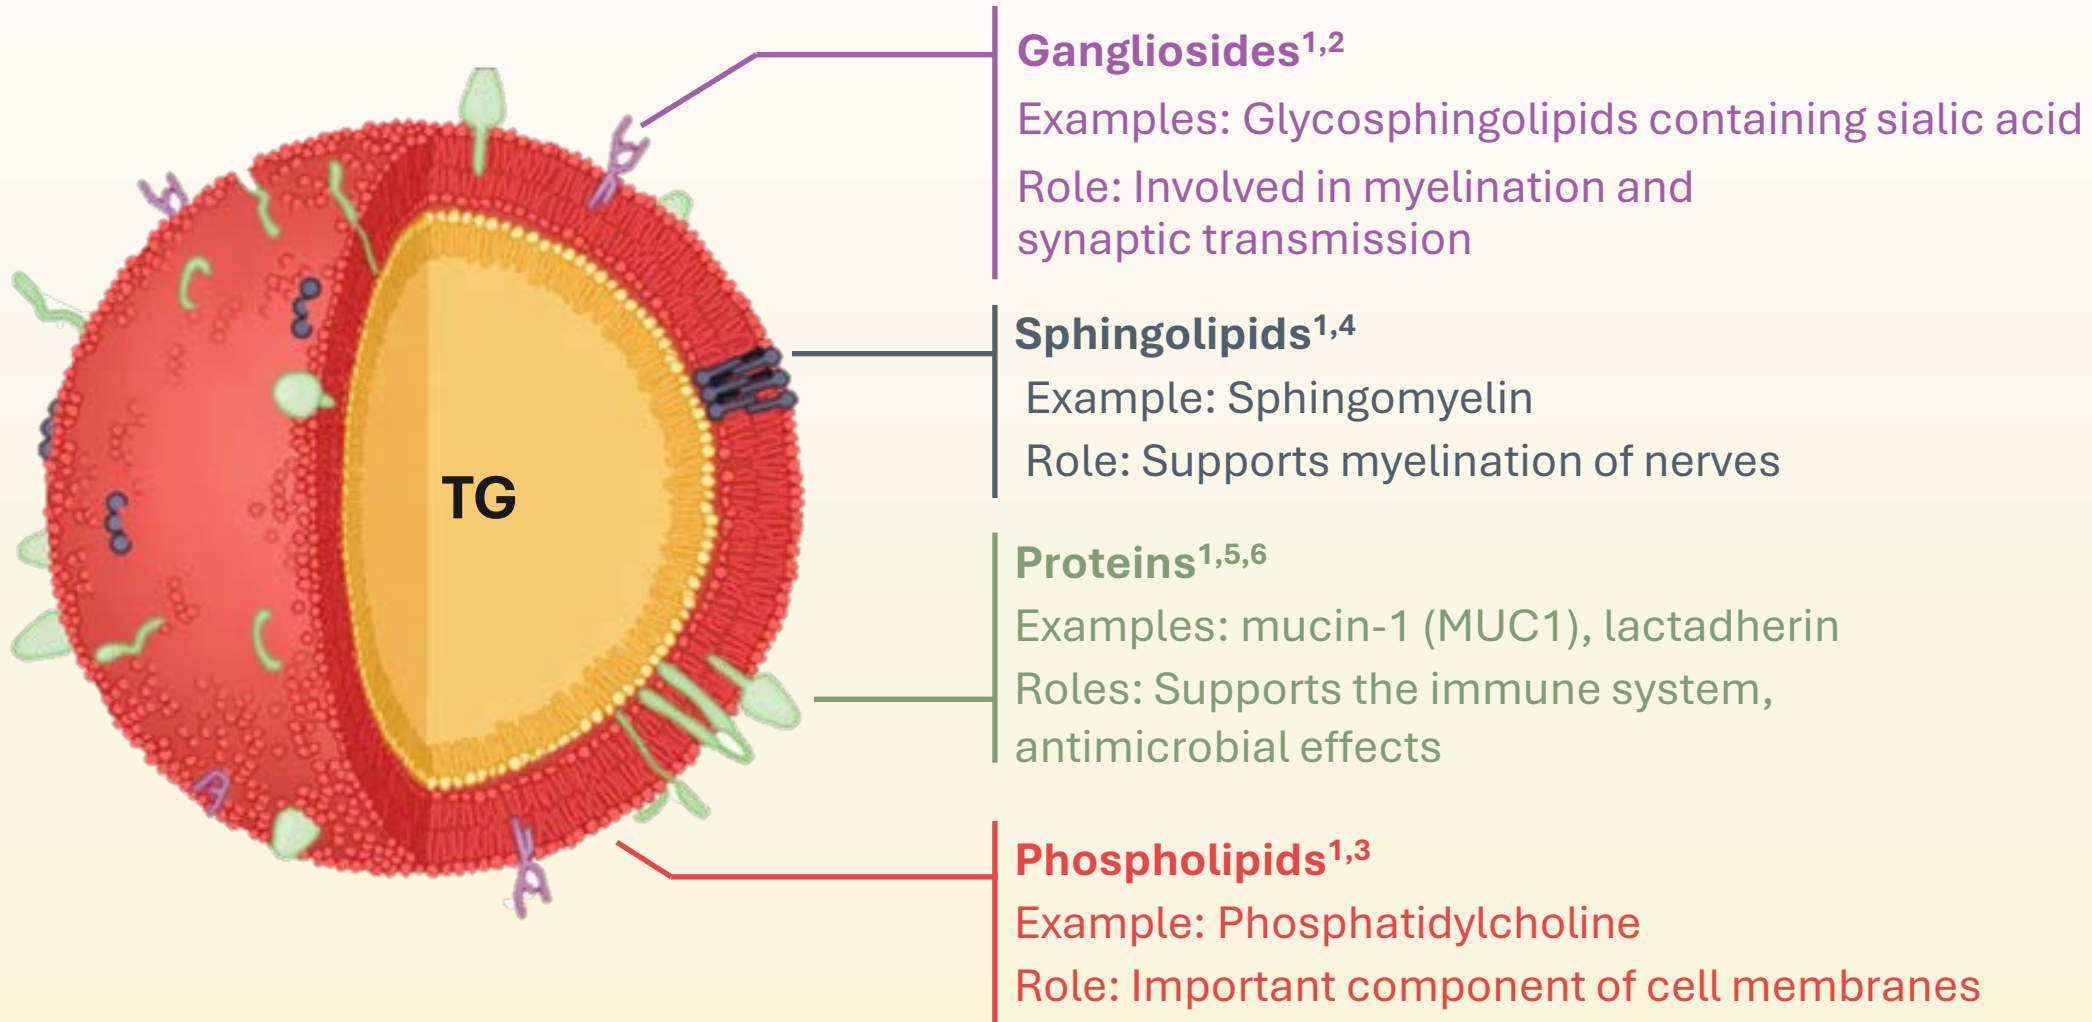 Gangliosides1,2
Examples: Glycosphingolipids containing sialic acid
Role: Involved in myelination and
synaptic transmission
Sphingolipids1,4
Example: Sphingomyelin
Role: Supports myelination of nerves
TG
Proteins1,5,6
Examples: mucin-1 (MUC1), lactadherin
Roles: Supports the immune system,
antimicrobial effects
Phospholipids1,3
Example: Phosphatidylcholine
Role: Important component of cell membranes